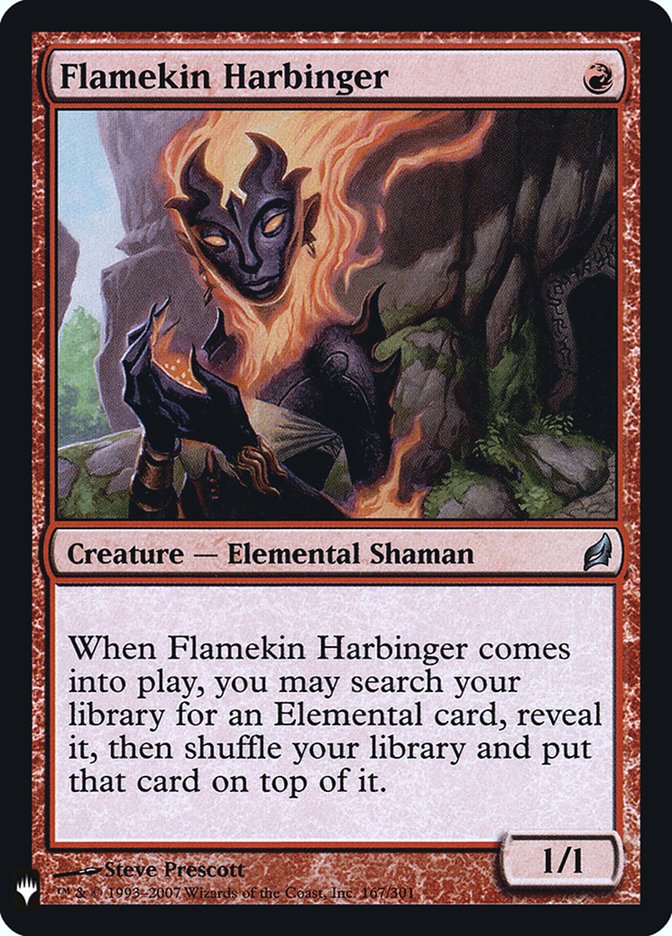 Flamekin Harbinger
Creature — Elemental Shaman
When Flamekin Harbinger comes
into play, you may search your
library for an Elemental card, reveal
it, then shuffle your library and put
that card on top of it.
1/1
Steve Prescott
™ & © 1993–2007 Wizards of the Coast, Inc. 167/301